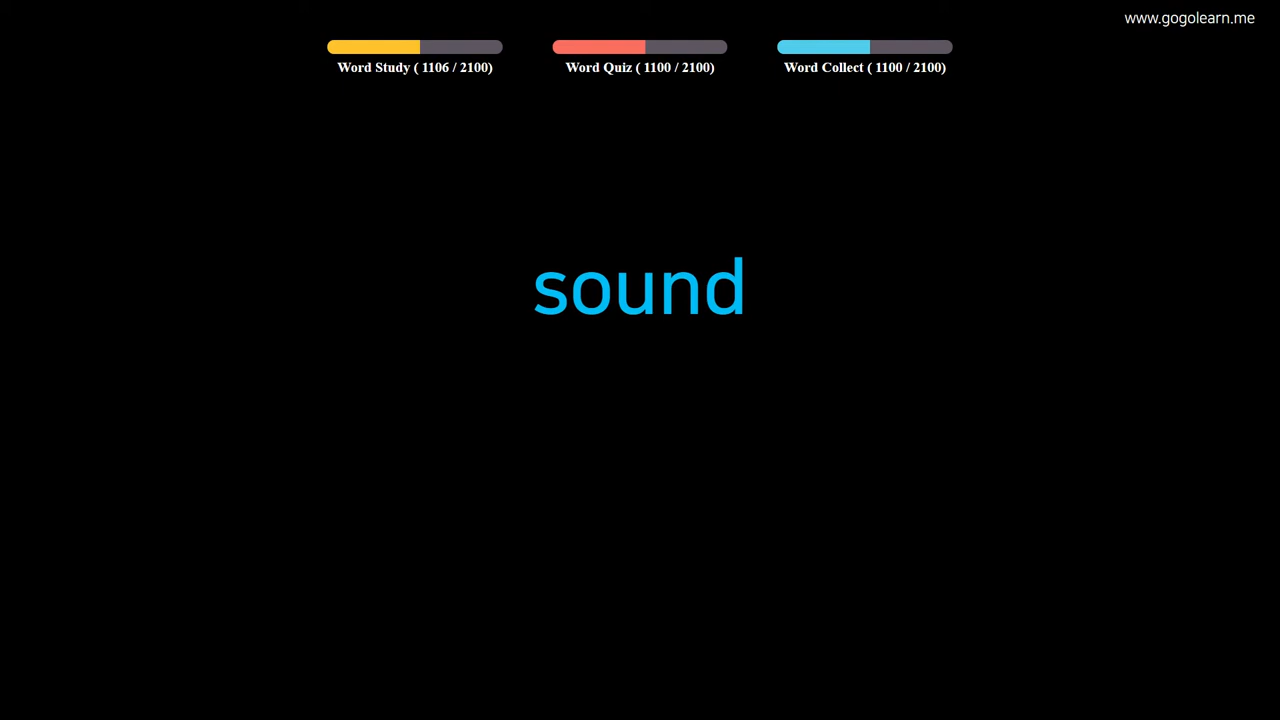 www.gogolearn.me
Word Study ( 1106 / 2100)
Word Quiz ( 1100 / 2100)
Word Collect ( 1100 / 2100)
sound